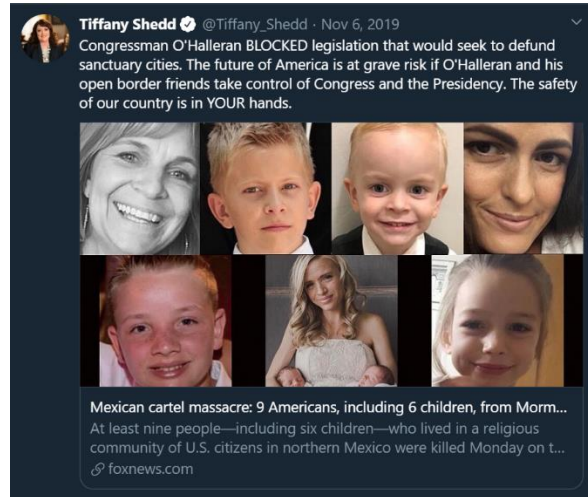 Tiffany Shedd @Tiffany_Shedd · Nov 6, 2019
Congressman O'Halleran BLOCKED legislation that would seek to defund
sanctuary cities. The future of America is at grave risk if O'Halleran and his
open border friends take control of Congress and the Presidency. The safety
of our country is in YOUR hands.
Mexican cartel massacre: 9 Americans, including 6 children, from Morm...
At least nine people—including six children—who lived in a religious
community of U.S. citizens in northern Mexico were killed Monday on t...
foxnews.com